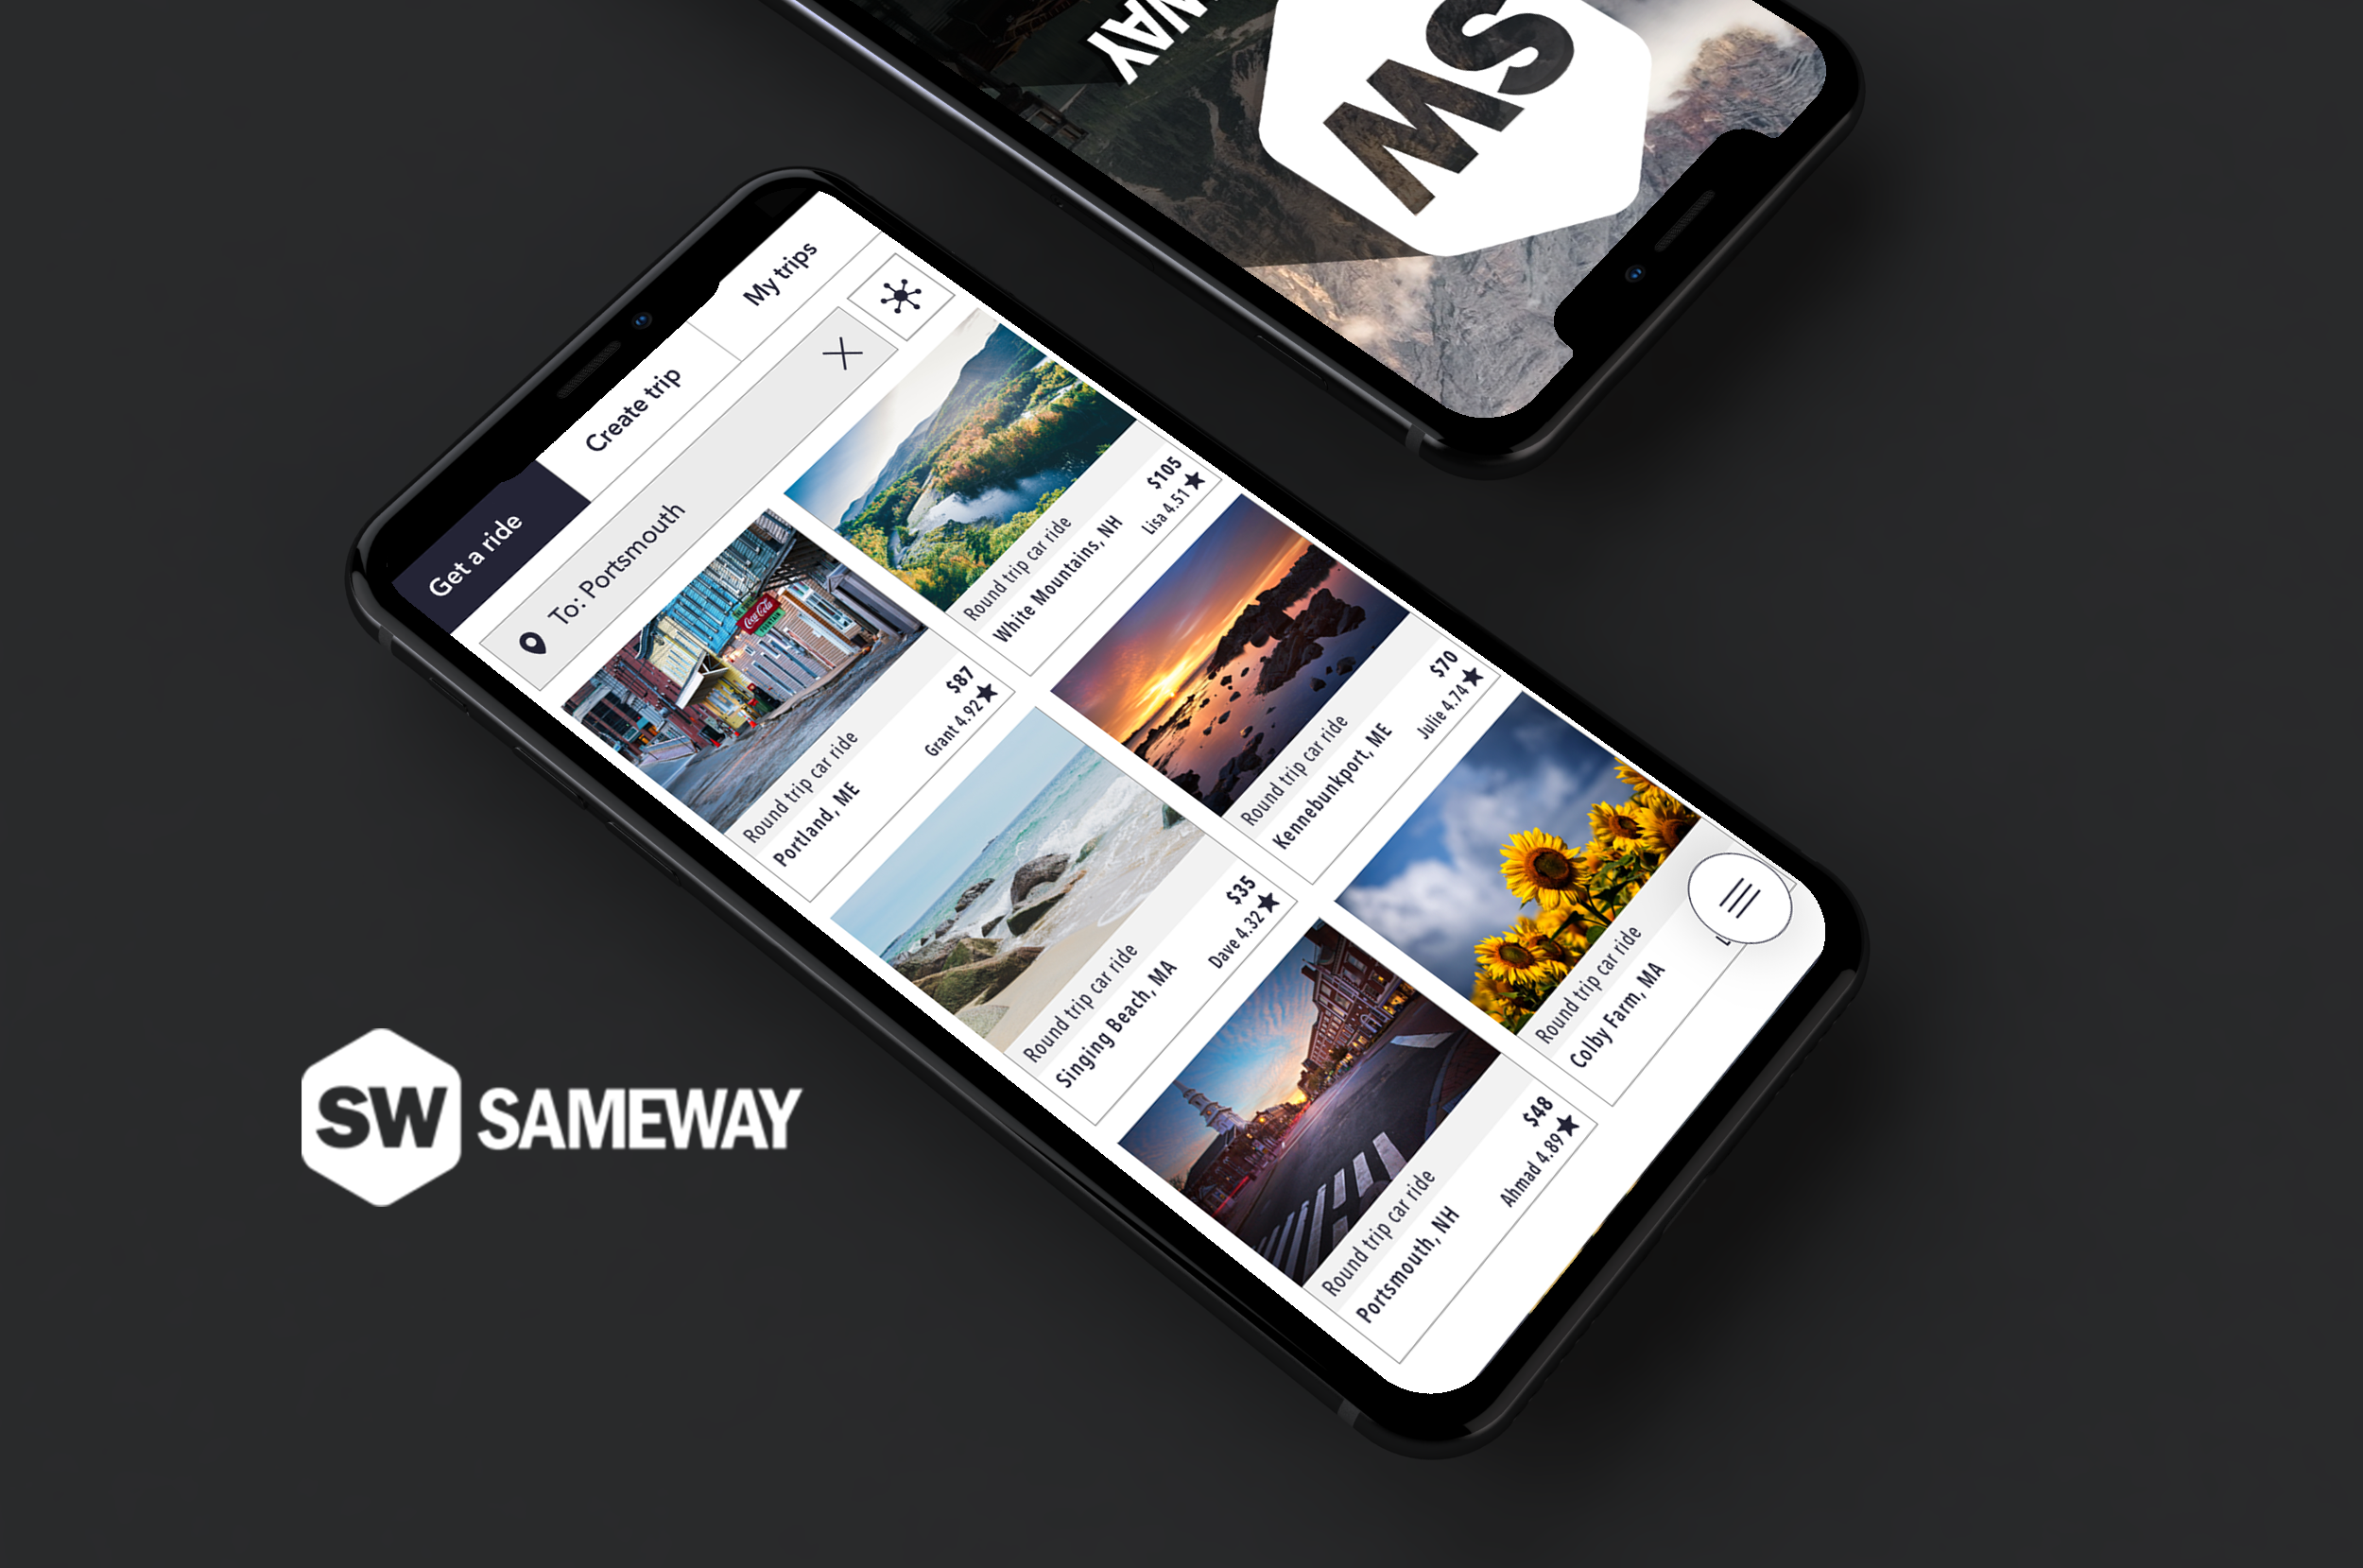 WAY
SW
Get a ride
Create trip
My trips
To: Portsmouth
Coca-Cola
Round trip car ride
$87
Portland, ME
Grant 4.92
Round trip car ride
$105
White Mountains, NH
Lisa 4.51
Round trip car ride
$35
Singing Beach, MA
Dave 4.32
Round trip car ride
$70
Kennebunkport, ME
Julie 4.74
Round trip car ride
$48
Portsmouth, NH
Ahmad 4.89
Round trip car ride
Colby Farm, MA
SW SAMEWAY